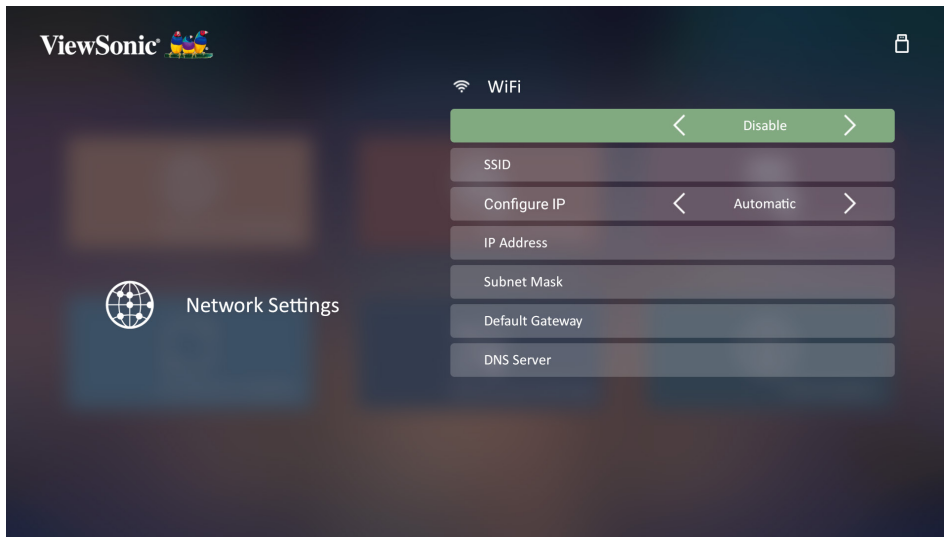 ViewSonic®
WiFi
Disable
SSID
Configure IP Automatic
IP Address
Subnet Mask
Network Settings
Default Gateway
DNS Server